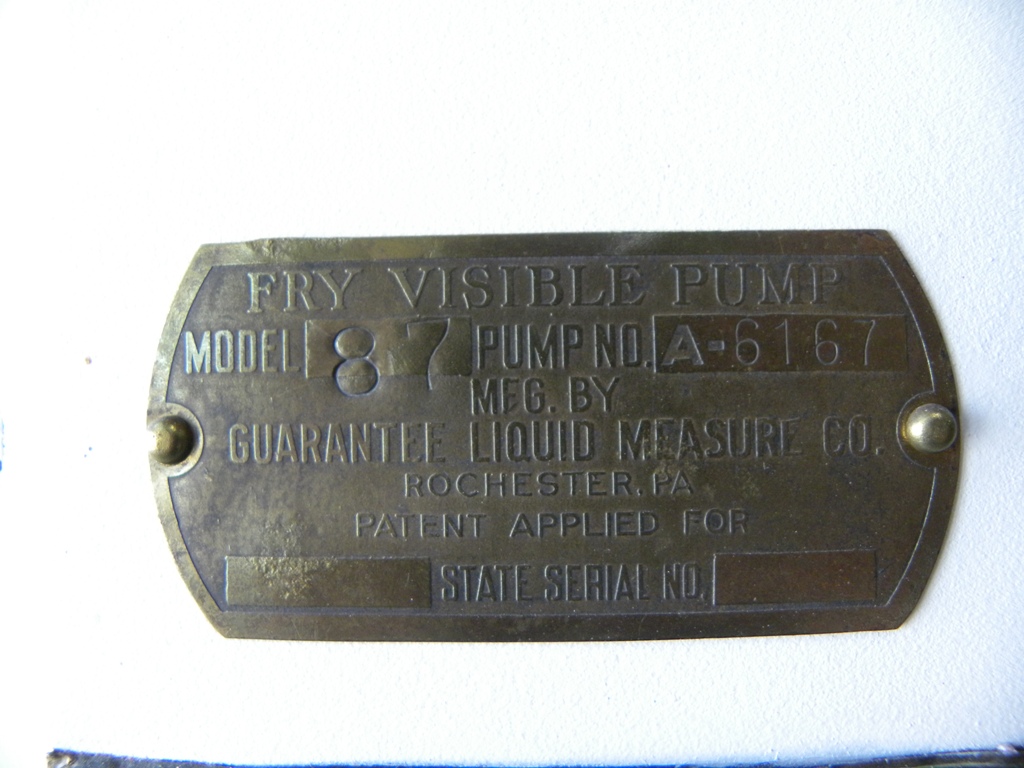 FRY VISIBLE PUMP
MODEL 87 PUMP NO. A-6167
MFG. BY
GUARANTEE LIQUID MEASURE CO.
ROCHESTER, PA
PATENT APPLIED FOR
STATE SERIAL NO.